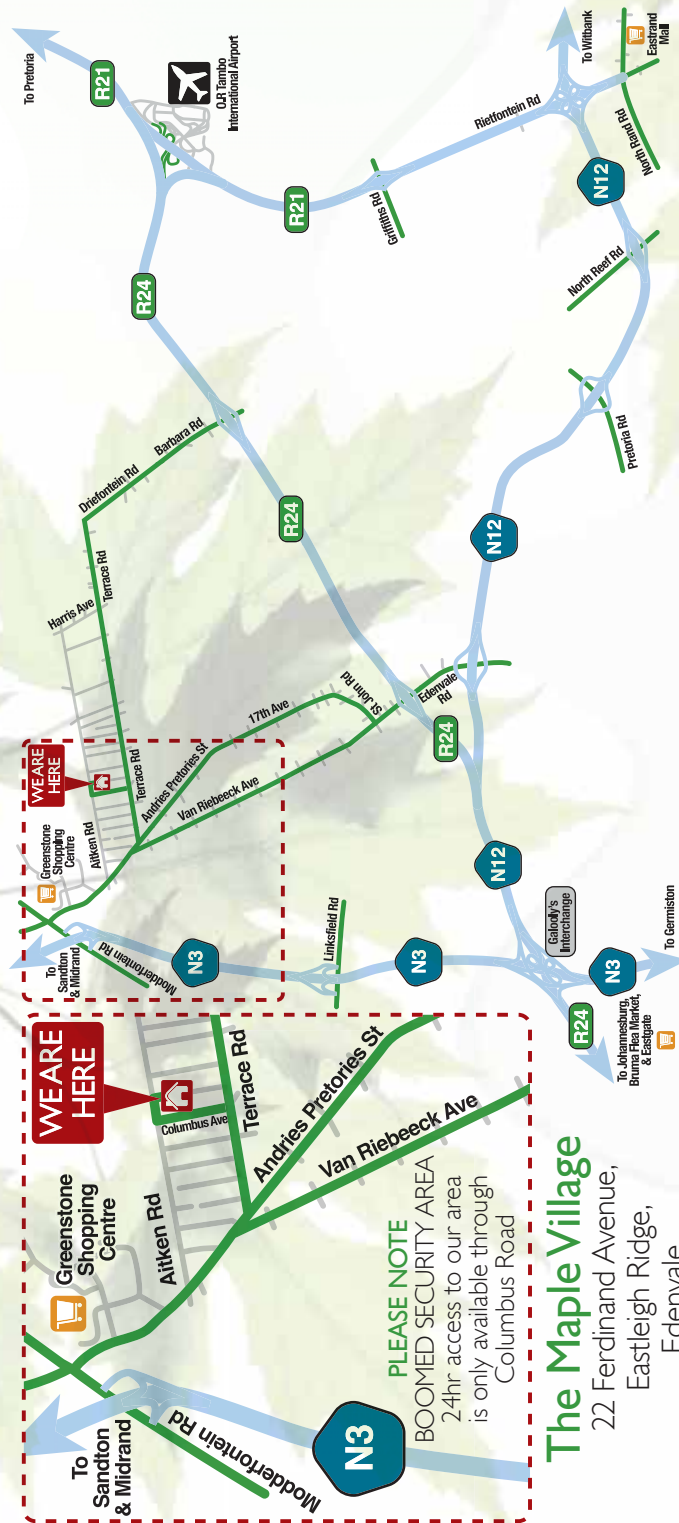 To Pretoria
R21
O.R Tambo
International Airport
R21
Griffiths Rd
Rietfontein Rd
To Witbank
Eastrand
Mall
North Rand Rd
N12
North Reef Rd
Pretoria Rd
R24
Barbara Rd
Driefontein Rd
Terrace Rd
Harris Ave
R24
N12
17th Ave
St John Rd
Edenvale
Rd
R24
WE ARE
HERE
Terrace Rd
Andries Pretories St
Van Riebeeck Ave
Greenstone
Shopping
Centre
Aitken Rd
To
Sandton
& Midrand
Modderfontein Rd
N3
Linksfield Rd
N3
N12
Galooly's
Interchange
To Germiston
N3
R24
To Johannesburg,
Bruma Flea Market,
& Eastgate
WE ARE
HERE
Columbus Ave
Terrace Rd
Andries Pretories St
Van Riebeeck Ave
Greenstone
Shopping
Centre
Aitken Rd
To
Sandton
& Midrand
Modderfontein Rd
N3
PLEASE NOTE
BOOMED SECURITY AREA
24hr access to our area
is only available through
Columbus Road
The Maple Village
22 Ferdinand Avenue,
Eastleigh Ridge,
Edenvale